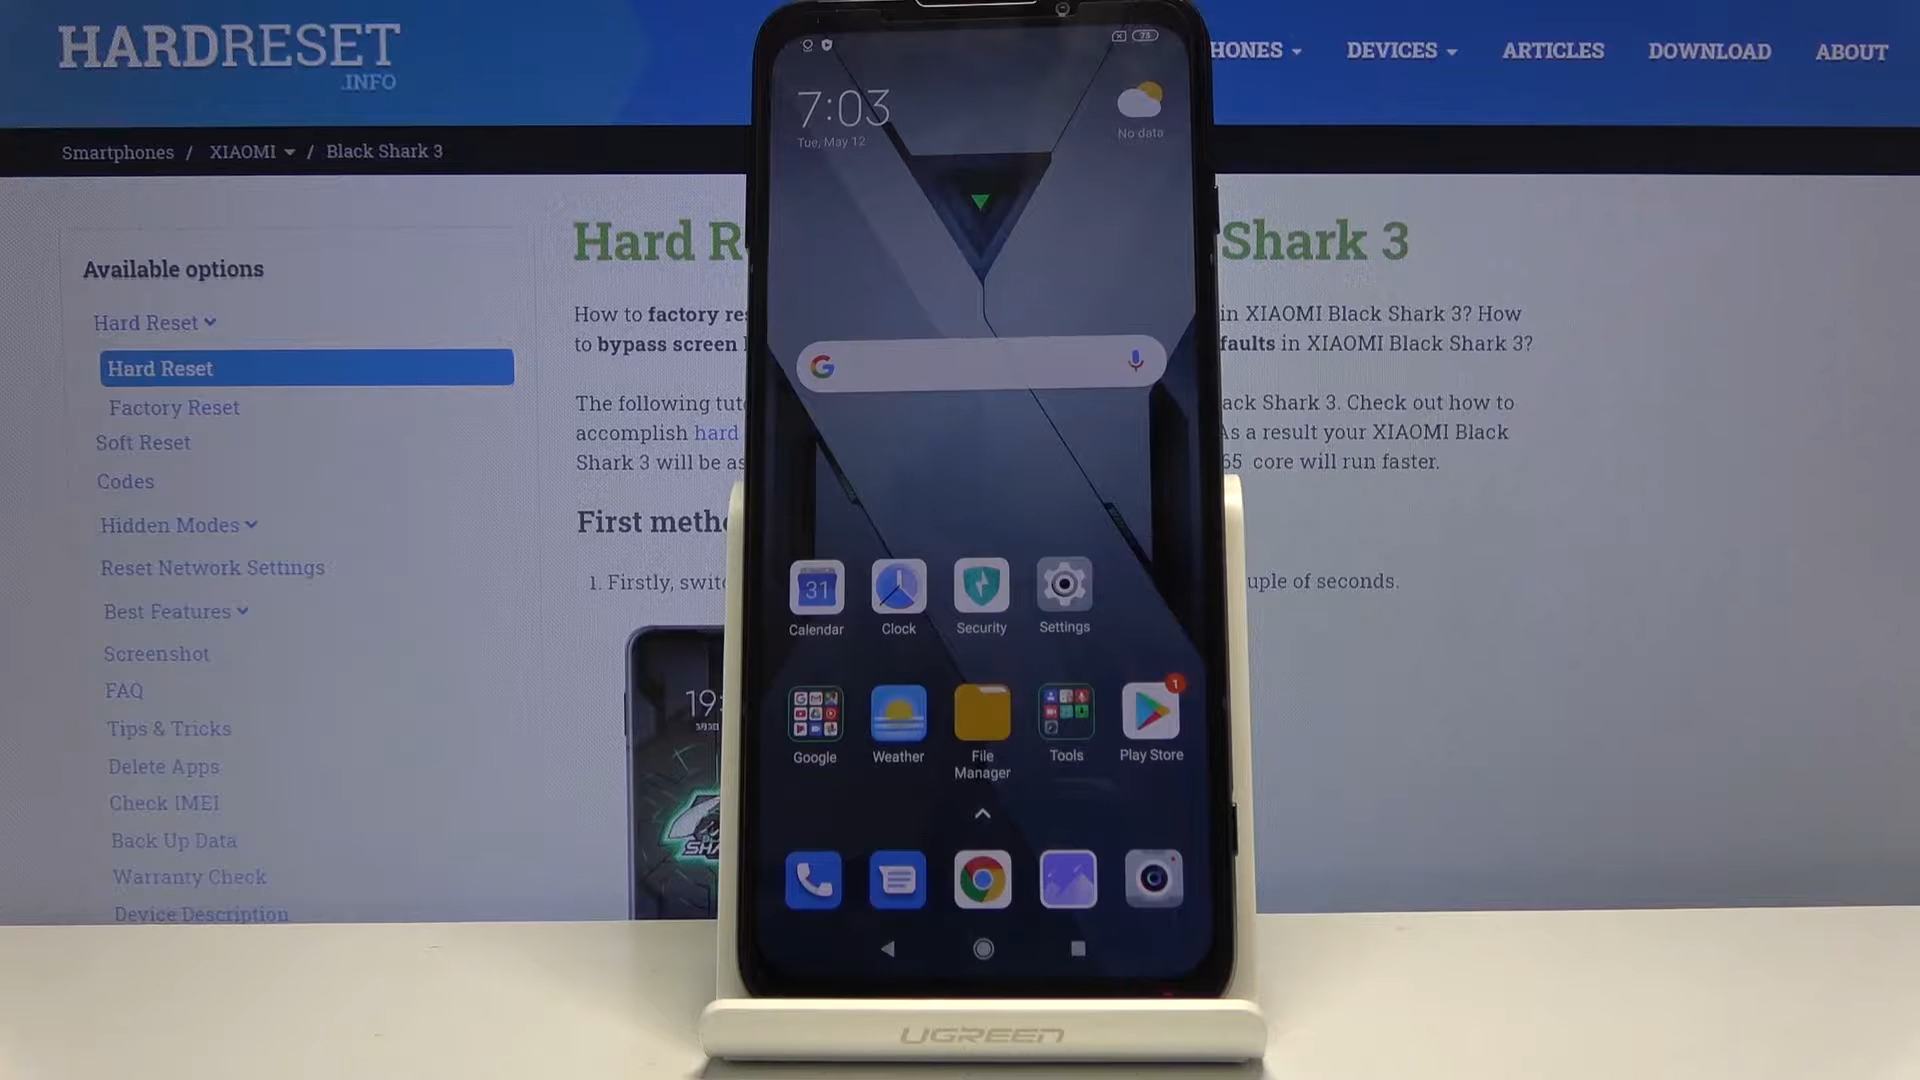 HARDRESET
.INFO
HONES
DEVICES
ARTICLES
DOWNLOAD
ABOUT
Smartphones / XIAOMI / Black Shark 3
Available options
Hard Reset
Hard Reset
Factory Reset
Soft Reset
Codes
Hidden Modes
Reset Network Settings
Best Features
Screenshot
FAQ
Tips & Tricks
Delete Apps
Check IMEI
Back Up Data
Warranty Check
Device Description
Hard R Shark 3
How to factory re in XIAOMI Black Shark 3? How
to bypass screen faults in XIAOMI Black Shark 3?
The following tut ack Shark 3. Check out how to
accomplish hard As a result your XIAOMI Black
Shark 3 will be as 65 core will run faster.
First meth
1. Firstly, swit uple of seconds.
19
SHA
73
7:03
Tue, May 12
No data
G
31
Calendar
Clock
Security
Settings
1
Google
Weather
File
Manager
Tools
Play Store
UGREEN